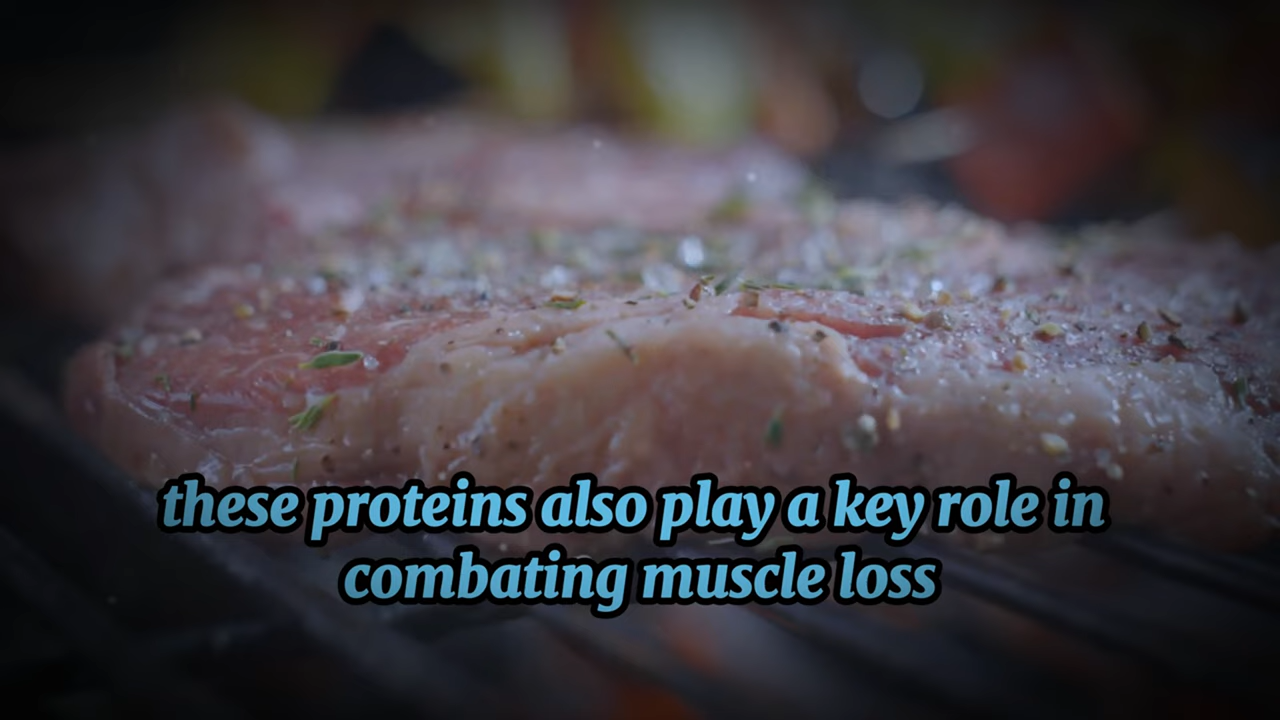 these proteins also play a key role in
combating muscle loss